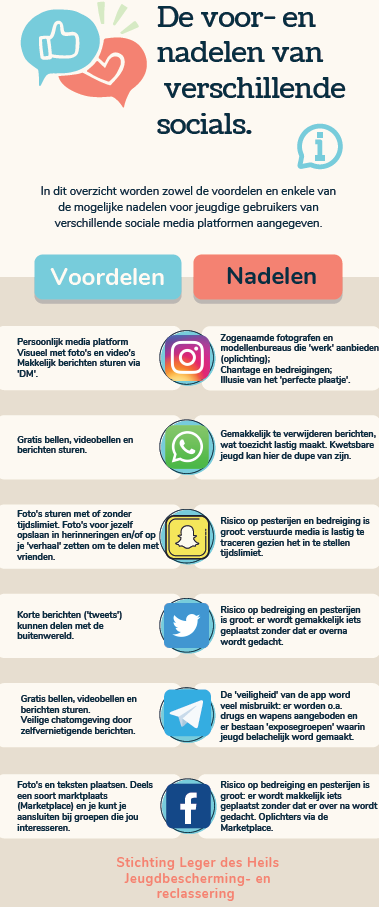 De voor- en
nadelen van
verschillende
socials.
In dit overzicht worden zowel de voordelen en enkele van
de mogelijke nadelen voor jeugdige gebruikers van
verschillende sociale media platformen aangegeven.
Voordelen
Nadelen
Persoonlijk media platform
Visueel met foto's en video's
Makkelijk berichten sturen via
'DM'.
Zogenaamde fotografen en
modellenbureaus die 'werk' aanbieden
(oplichting);
Chantage en bedreigingen;
Illusie van het 'perfecte plaatje'.
Gratis bellen, videobellen en
berichten sturen.
Gemakkelijk te verwijderen berichten,
wat toezicht lastig maakt. Kwetsbare
jeugd kan hier de dupe van zijn.
Foto's sturen met of zonder
tijdslimiet. Foto's voor jezelf
opslaan in herinneringen en/of op
je 'verhaal' zetten om te delen met
vrienden.
Risico op pesterijen en bedreiging is
groot: verstuurde media is lastig te
traceren gezien het in te stellen
tijdslimiet.
Korte berichten ('tweets')
kunnen delen met de
buitenwereld.
Risico op bedreiging en pesterijen
is groot: er wordt gemakkelijk iets
geplaatst zonder dat er overna
wordt gedacht.
Gratis bellen, videobellen en
berichten sturen.
Veilige chatomgeving door
zelfvernietigende berichten.
De 'veiligheid' van de app word
veel misbruikt: er worden o.a.
drugs en wapens aangeboden en
er bestaan 'exposegroepen' waarin
jeugd belachelijk word gemaakt.
Foto's en teksten plaatsen. Deels
een soort marktplaats
(Marketplace) en je kunt je
aansluiten bij groepen die jou
interesseren.
Risico op bedreiging en pesterijen is
groot: er wordt makkelijk iets
geplaatst zonder dat er over na wordt
gedacht. Oplichters via de
Marketplace.
Stichting Leger des Heils
Jeugdbescherming- en
reclassering